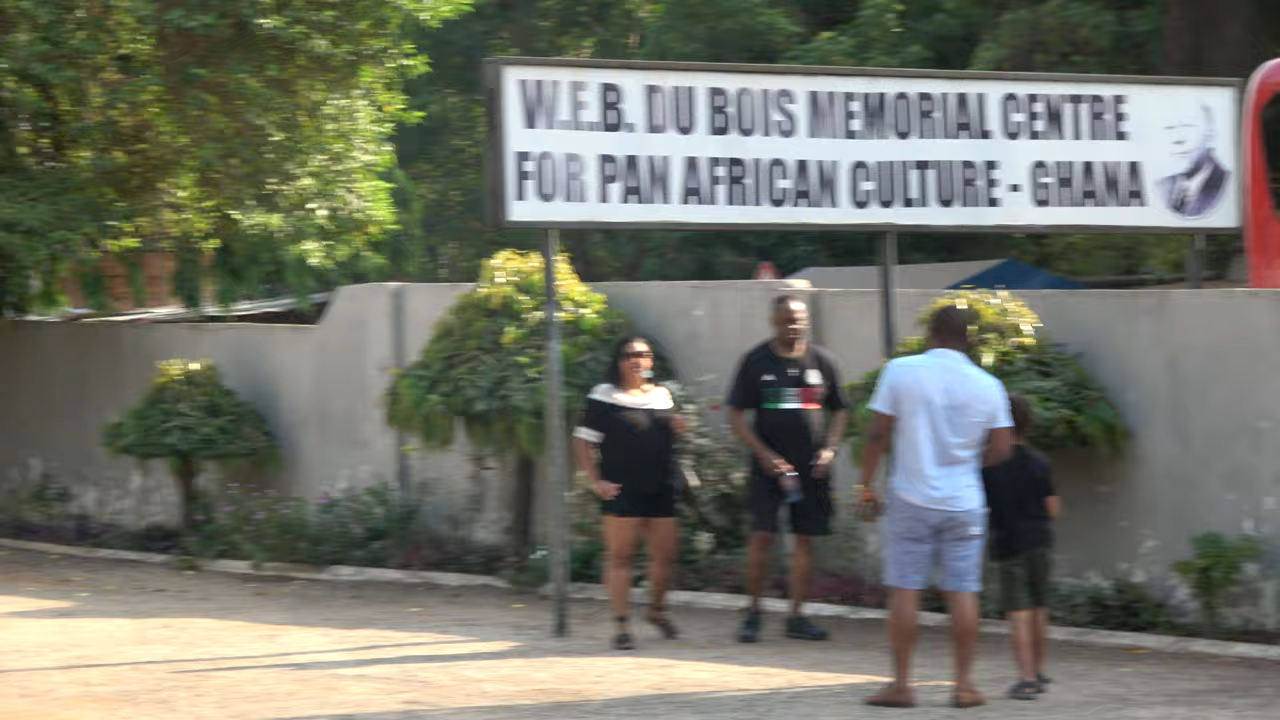 W.E.B. DU BOIS MEMORIAL CENTRE
FOR PAN AFRICAN CULTURE - GHANA